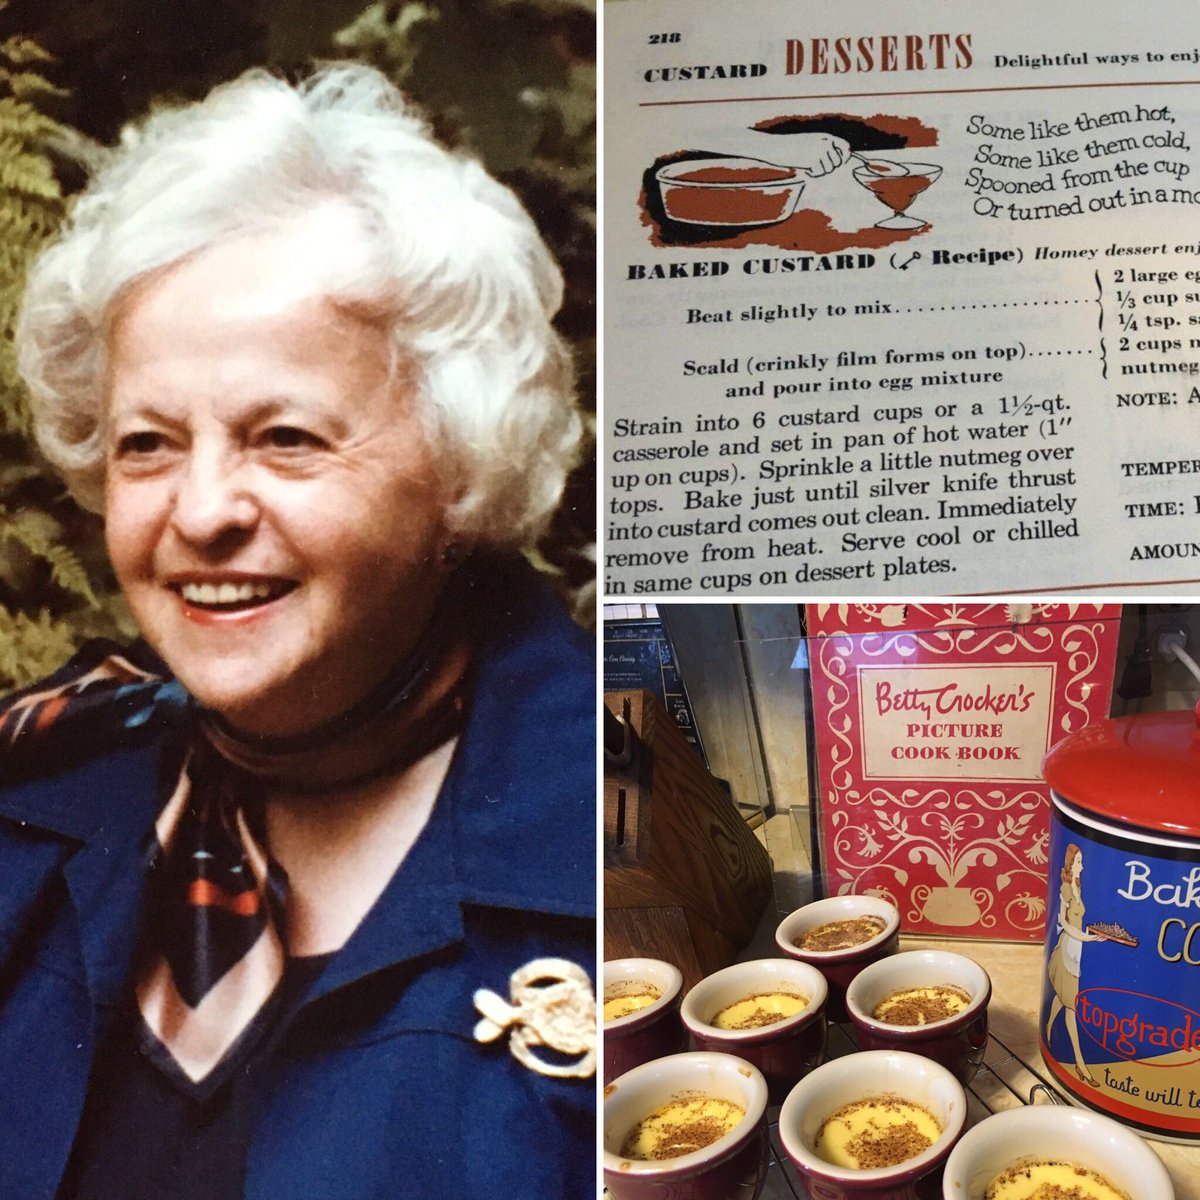 218
CUSTARD DESSERTS Delightful ways to enj
Some like them hot,
Some like them cold,
Spooned from the cup
Or turned out in a mo
BAKED CUSTARD ( Recipe) Homey dessert enj
Beat slightly to mix.......................... { 2 large eg
⅓ cup su
¼ tsp. sa
Scald (crinkly film forms on top)....... { 2 cups m
and pour into egg mixture nutmeg
Strain into 6 custard cups or a 1½-qt.
casserole and set in pan of hot water (1″
up on cups). Sprinkle a little nutmeg over
tops. Bake just until silver knife thrust
into custard comes out clean. Immediately
remove from heat. Serve cool or chilled
in same cups on dessert plates.
NOTE: A
TEMPER
TIME:
AMOUN
Betty Crocker's
PICTURE
COOK BOOK
Bak
CO
topgrade
taste will te